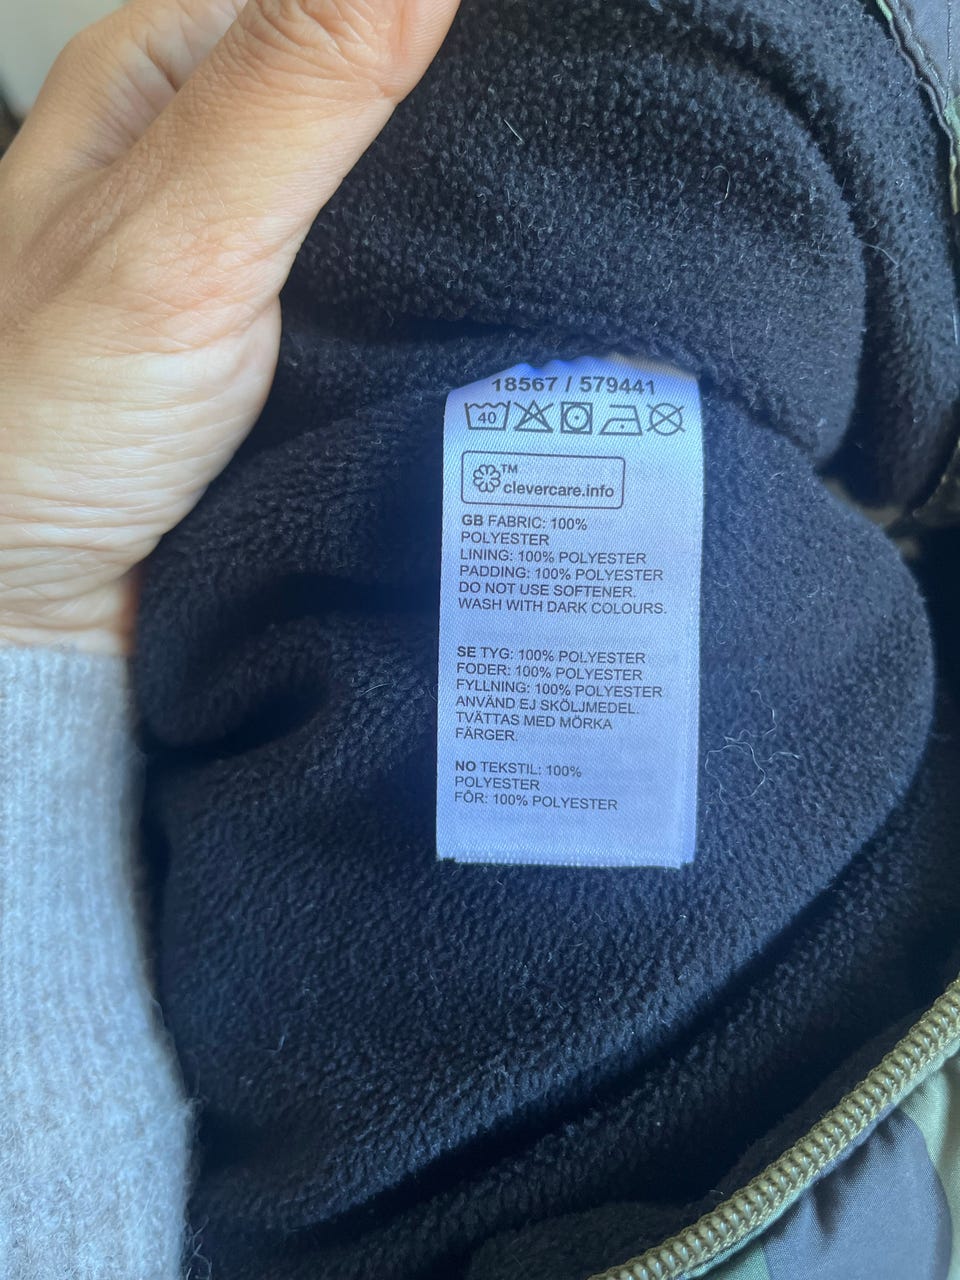 18567 / 579441
40
TM
clevercare.info
GB FABRIC: 100%
POLYESTER
LINING: 100% POLYESTER
PADDING: 100% POLYESTER
DO NOT USE SOFTENER.
WASH WITH DARK COLOURS.
SE TYG: 100% POLYESTER
FODER: 100% POLYESTER
FYLLNING: 100% POLYESTER
ANVÄND EJ SKÖLJMEDEL.
TVÄTTAS MED MÖRKA
FÄRGER.
NO TEKSTIL: 100%
POLYESTER
FÔR: 100% POLYESTER